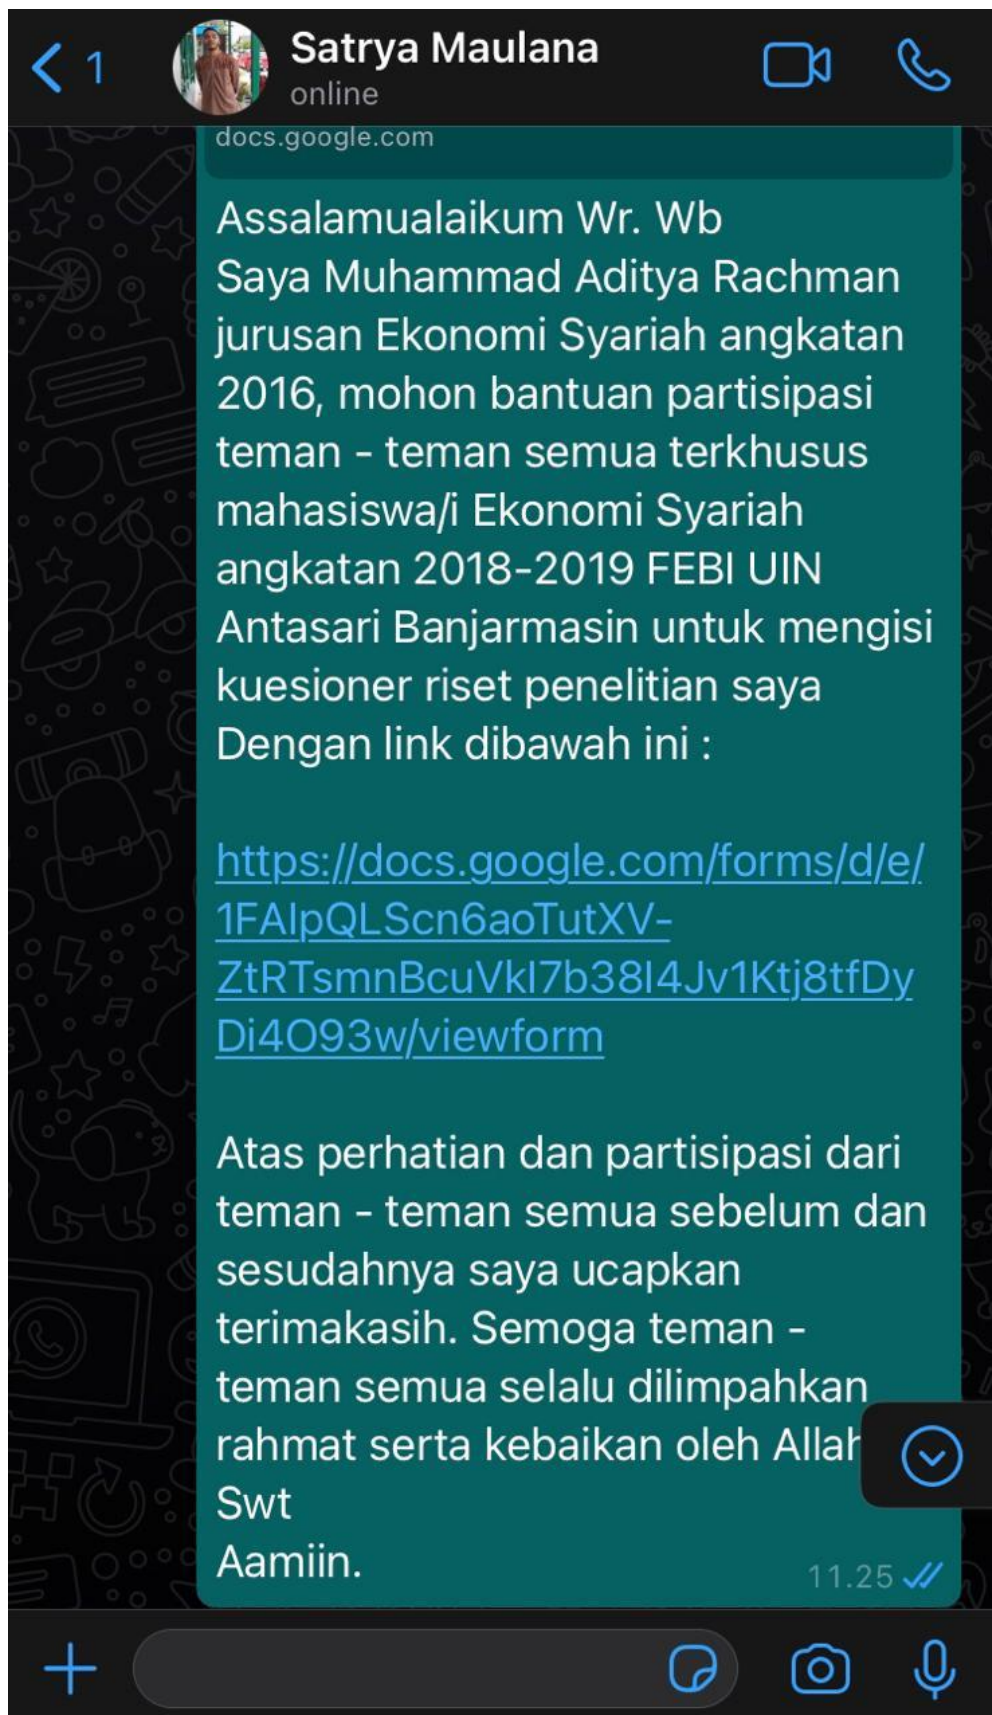 1
Satrya Maulana
online
docs.google.com
Assalamualaikum Wr. Wb
Saya Muhammad Aditya Rachman
jurusan Ekonomi Syariah angkatan
2016, mohon bantuan partisipasi
teman - teman semua terkhusus
mahasiswa/i Ekonomi Syariah
angkatan 2018-2019 FEBI UIN
Antasari Banjarmasin untuk mengisi
kuesioner riset penelitian saya
Dengan link dibawah ini :
https://docs.google.com/forms/d/e/
1FAIpQLScn6aoTutXV-
ZtRTsmnBcuVkI7b38I4Jv1Ktj8tfDy
Di4O93w/viewform
Atas perhatian dan partisipasi dari
teman - teman semua sebelum dan
sesudahnya saya ucapkan
terimakasih. Semoga teman -
teman semua selalu dilimpahkan
rahmat serta kebaikan oleh Allah
Swt
Aamiin.
11.25